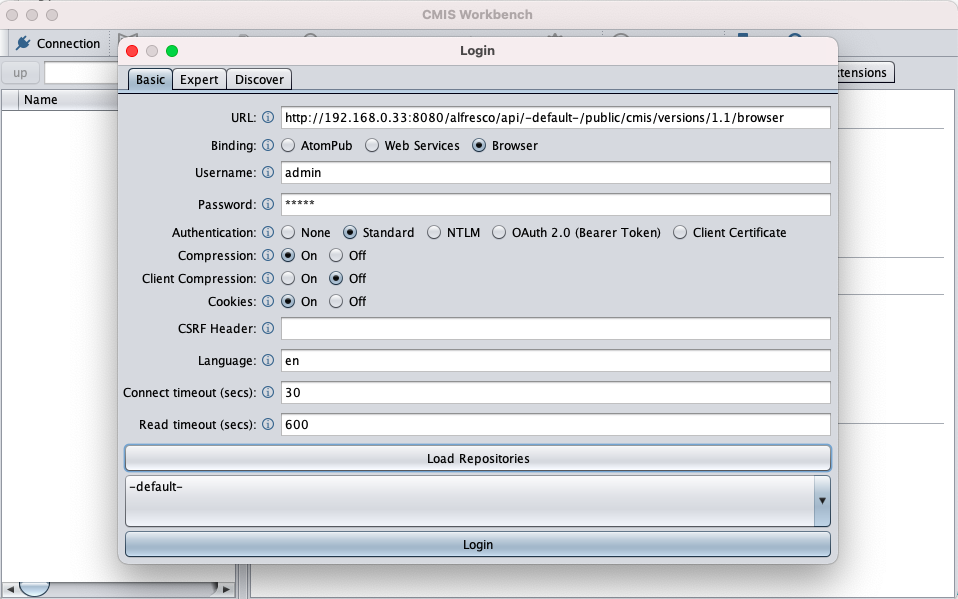 CMIS Workbench
Connection
Login
up
Basic Expert Discover
tensions
Name
URL: http://192.168.0.33:8080/alfresco/api/-default-/public/cmis/versions/1.1/browser
Binding: AtomPub Web Services Browser
Username: admin
Password: *****
Authentication: None Standard NTLM OAuth 2.0 (Bearer Token) Client Certificate
Compression: On Off
Client Compression: On Off
Cookies: On Off
CSRF Header:
Language: en
Connect timeout (secs): 30
Read timeout (secs): 600
Load Repositories
-default-
Login